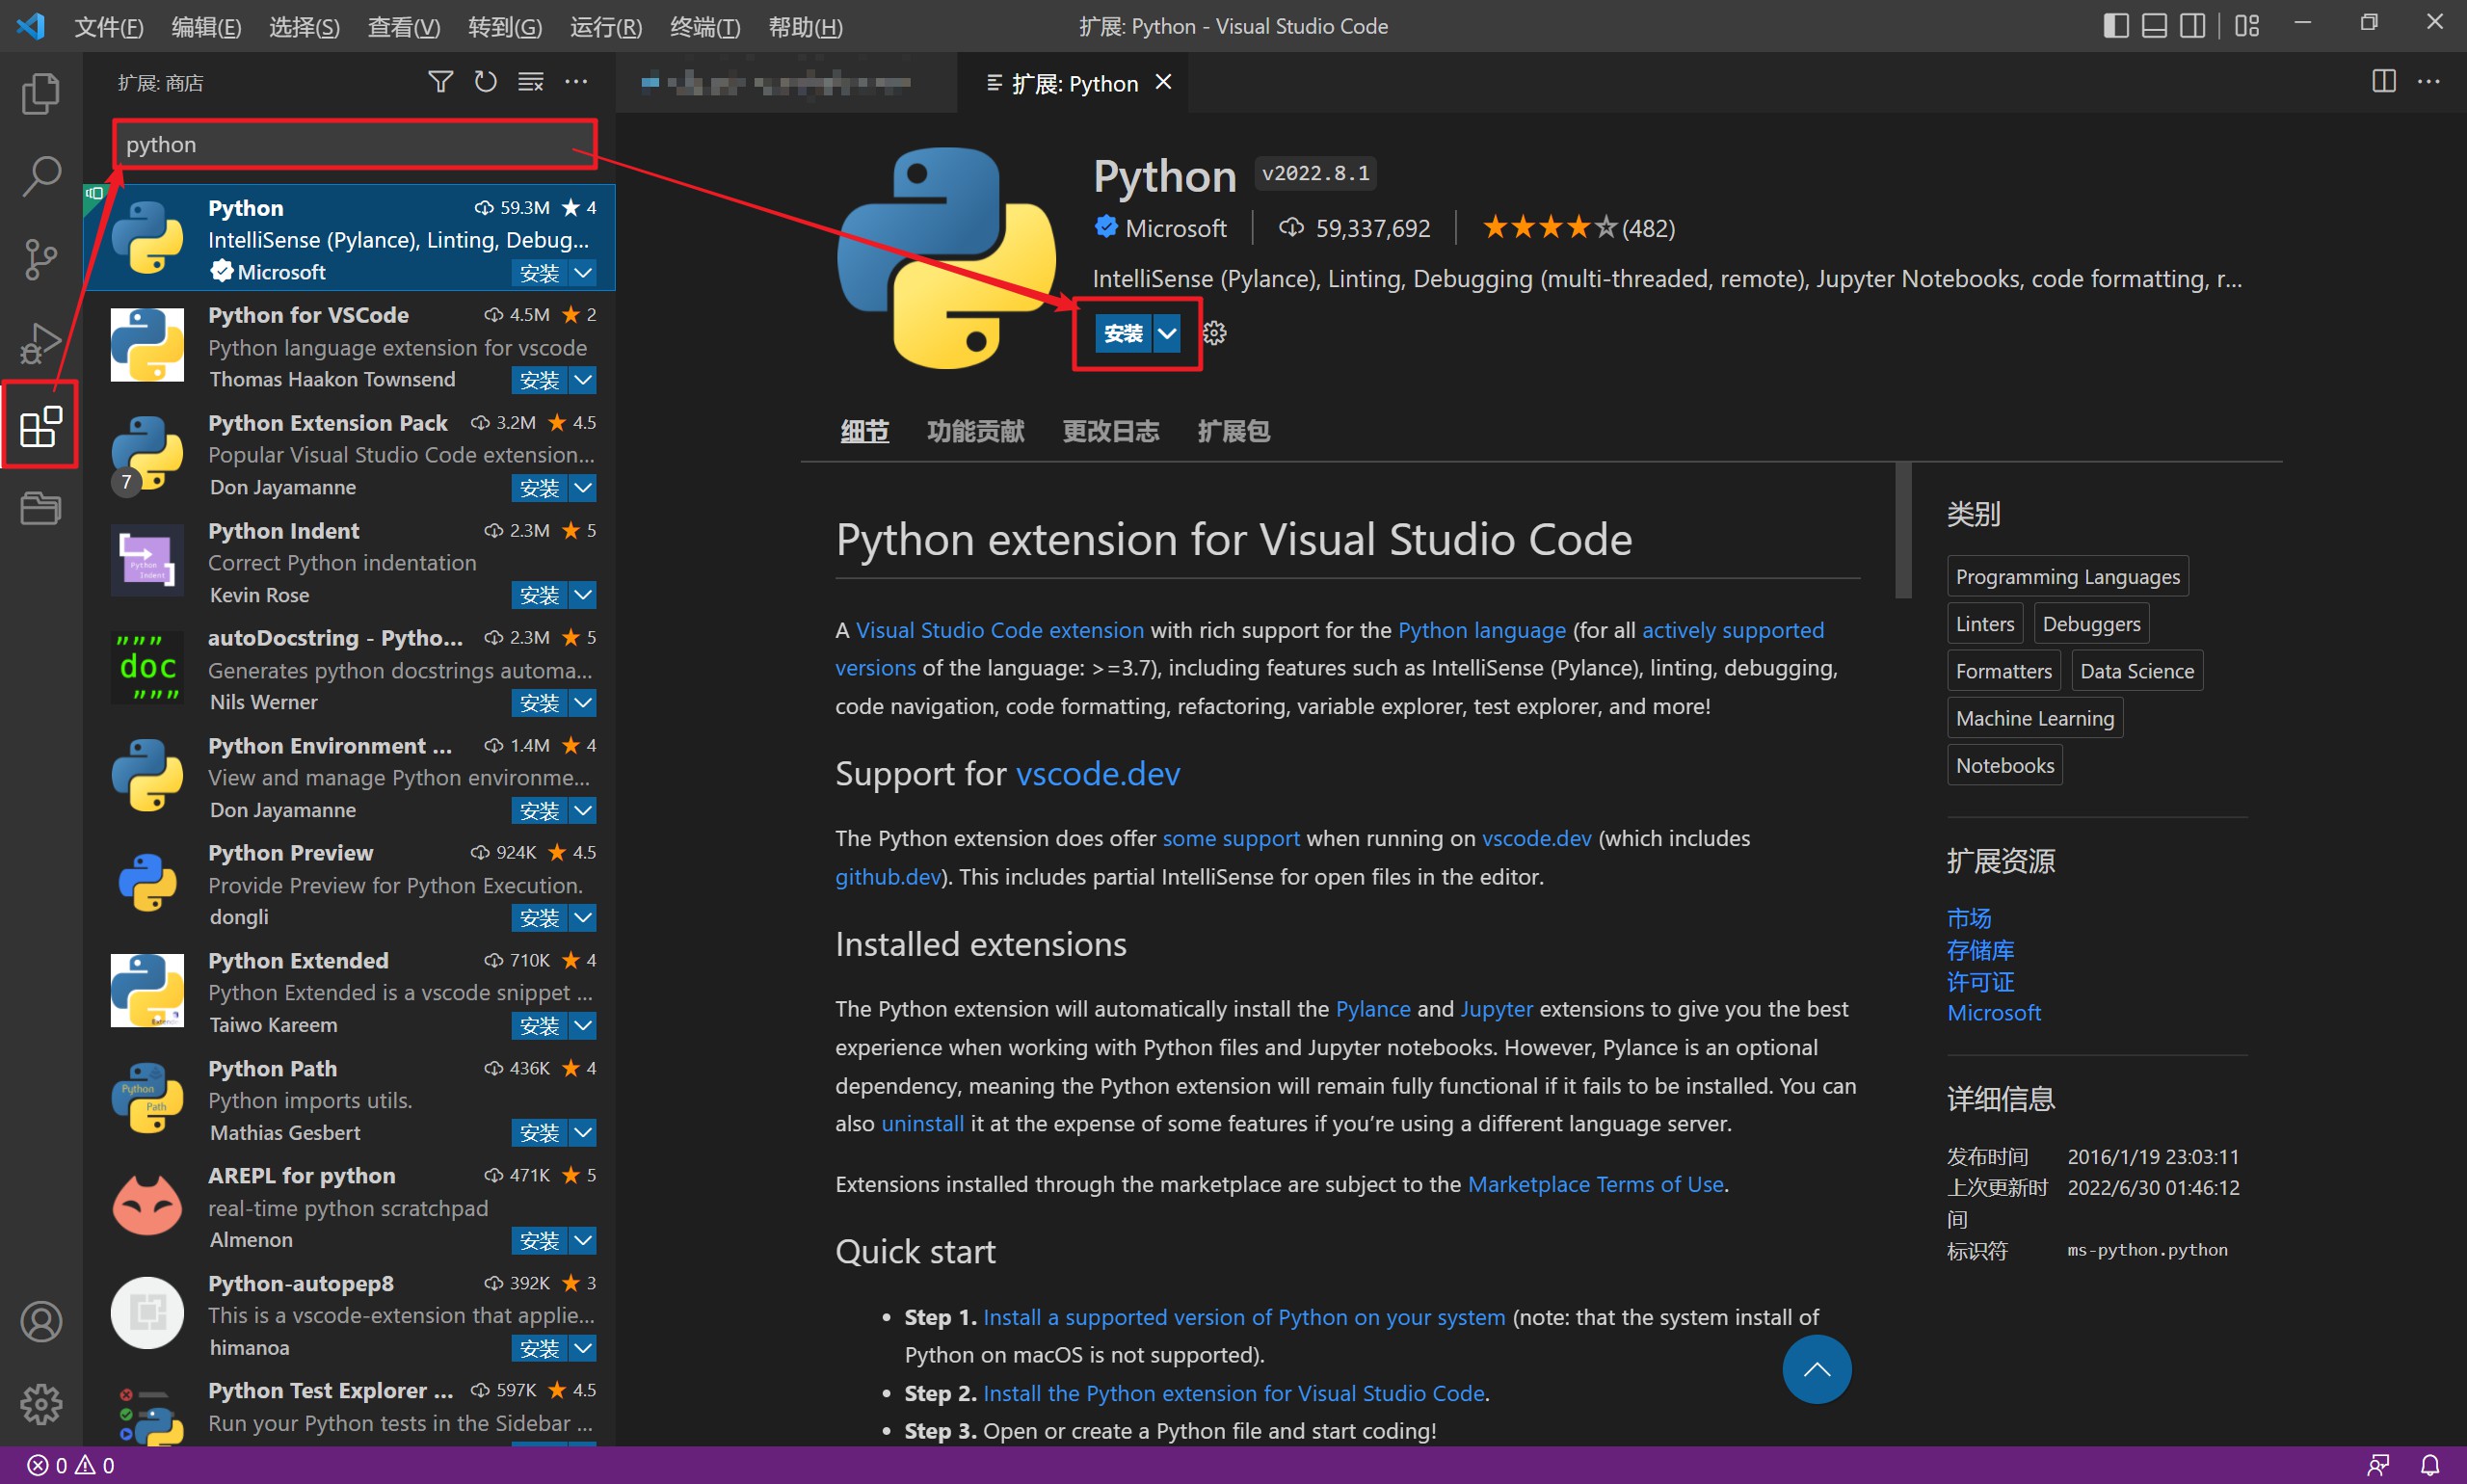 文件(F) 编辑(E) 选择(S) 查看(V) 转到(G) 运行(R) 终端(T) 帮助(H)
扩展: Python - Visual Studio Code
扩展: 商店
扩展: Python
python
Python 59.3M 4
IntelliSense (Pylance), Linting, Debug...
Microsoft 安装
Python for VSCode 4.5M 2
Python language extension for vscode
Thomas Haakon Townsend 安装
Python Extension Pack 3.2M 4.5
Popular Visual Studio Code extension...
7
Don Jayamanne 安装
Python Indent 2.3M 5
Correct Python indentation
Python
Indent
Kevin Rose 安装
autoDocstring - Pytho... 2.3M 5
"""
doc
"""
Generates python docstrings automa...
Nils Werner 安装
Python Environment ... 1.4M 4
View and manage Python environme...
Don Jayamanne 安装
Python Preview 924K 4.5
Provide Preview for Python Execution.
dongli 安装
Python Extended 710K 4
Python Extended is a vscode snippet ...
Taiwo Kareem 安装
Python Path 436K 4
Python imports utils.
Python
Path
Mathias Gesbert 安装
AREPL for python 471K 5
real-time python scratchpad
Almenon 安装
Python-autopep8 392K 3
This is a vscode-extension that applie...
himanoa 安装
Python Test Explorer ... 597K 4.5
Run your Python tests in the Sidebar ...
Python v2022.8.1
Microsoft 59,337,692 (482)
IntelliSense (Pylance), Linting, Debugging (multi-threaded, remote), Jupyter Notebooks, code formatting, r...
安装
细节 功能贡献 更改日志 扩展包
Python extension for Visual Studio Code
A Visual Studio Code extension with rich support for the Python language (for all actively supported
versions of the language: >=3.7), including features such as IntelliSense (Pylance), linting, debugging,
code navigation, code formatting, refactoring, variable explorer, test explorer, and more!
Support for vscode.dev
The Python extension does offer some support when running on vscode.dev (which includes
github.dev). This includes partial IntelliSense for open files in the editor.
Installed extensions
The Python extension will automatically install the Pylance and Jupyter extensions to give you the best
experience when working with Python files and Jupyter notebooks. However, Pylance is an optional
dependency, meaning the Python extension will remain fully functional if it fails to be installed. You can
also uninstall it at the expense of some features if you’re using a different language server.
Extensions installed through the marketplace are subject to the Marketplace Terms of Use.
Quick start
• Step 1. Install a supported version of Python on your system (note: that the system install of
Python on macOS is not supported).
• Step 2. Install the Python extension for Visual Studio Code.
• Step 3. Open or create a Python file and start coding!
类别
Programming Languages
Linters Debuggers
Formatters Data Science
Machine Learning
Notebooks
扩展资源
市场
存储库
许可证
Microsoft
详细信息
发布时间 2016/1/19 23:03:11
上次更新时 2022/6/30 01:46:12
间
标识符 ms-python.python
0 0